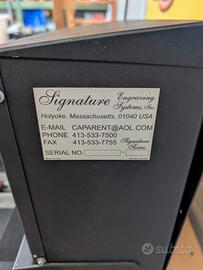 Signature Engraving
Systems, Inc.
Holyoke, Massachusetts, 01040 USA
E-MAIL CAPARENT@AOL.COM
PHONE 413-533-7500
FAX 413-533-7755 Signature
Series
SERIAL NO.
subito